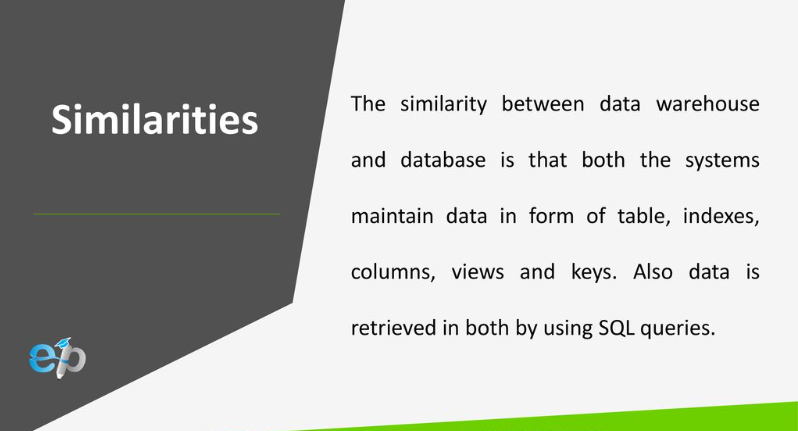 Similarities
The similarity between data warehouse
and database is that both the systems
maintain data in form of table, indexes,
columns, views and keys. Also data is
retrieved in both by using SQL queries.
ep